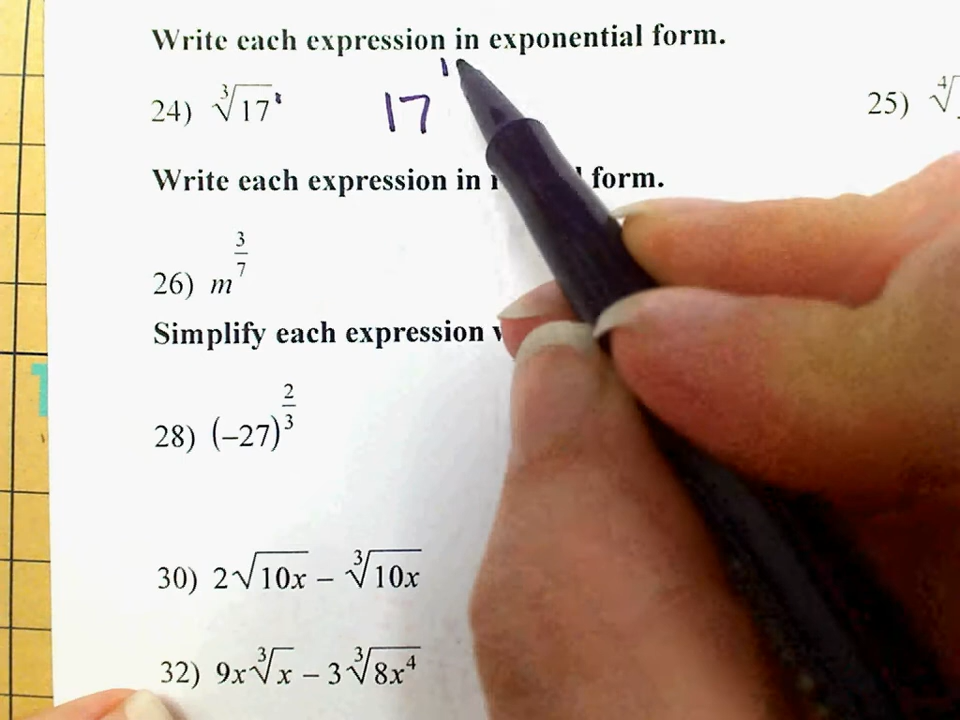 Write each expression in exponential form.
24) ∛17¹ 17¹
25) ∜
Write each expression in form.
26) m^(3/7)
Simplify each expression
28) (–27)^(2/3)
30) 2√10x – ∛10x
32) 9x∛x – 3∛8x⁴